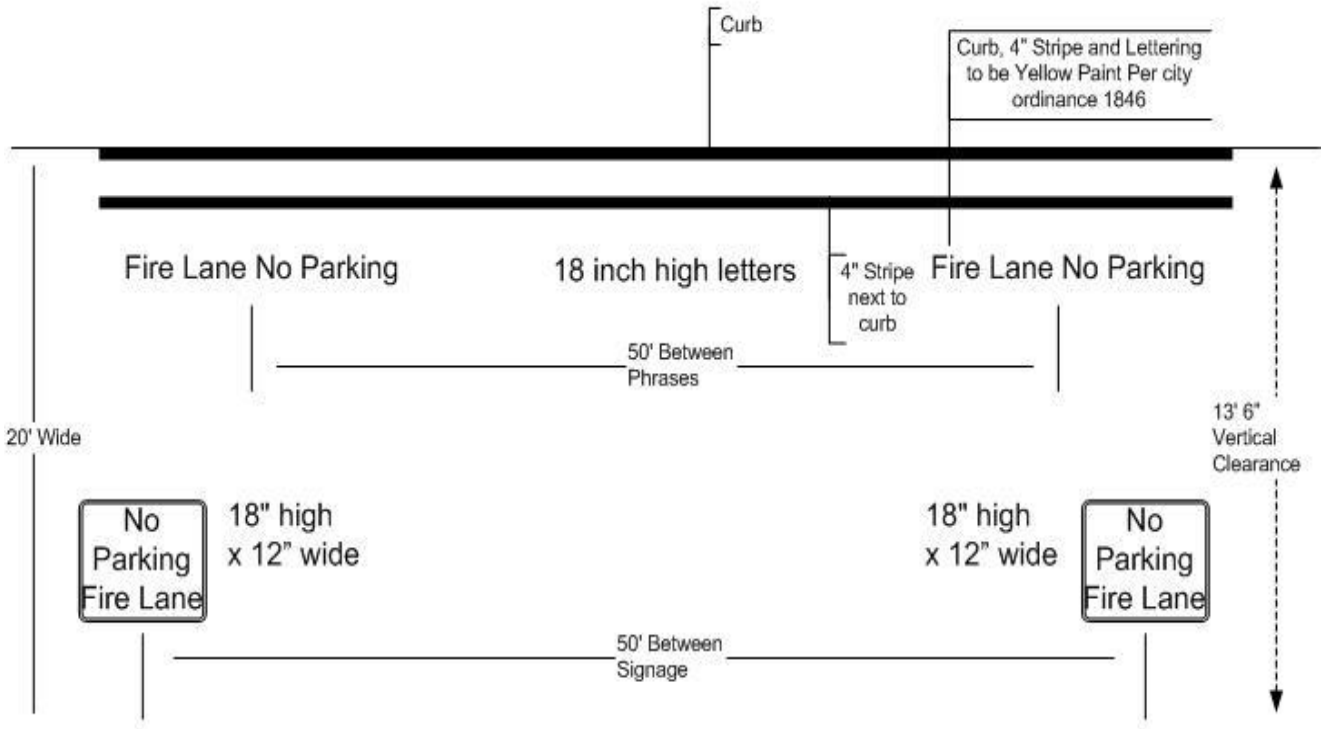 Curb
Curb, 4" Stripe and Lettering
to be Yellow Paint Per city
ordinance 1846
Fire Lane No Parking
18 inch high letters
4" Stripe
next to
curb
Fire Lane No Parking
50' Between
Phrases
20' Wide
13' 6"
Vertical
Clearance
No
Parking
Fire Lane
18" high
x 12” wide
18" high
x 12” wide
No
Parking
Fire Lane
50' Between
Signage